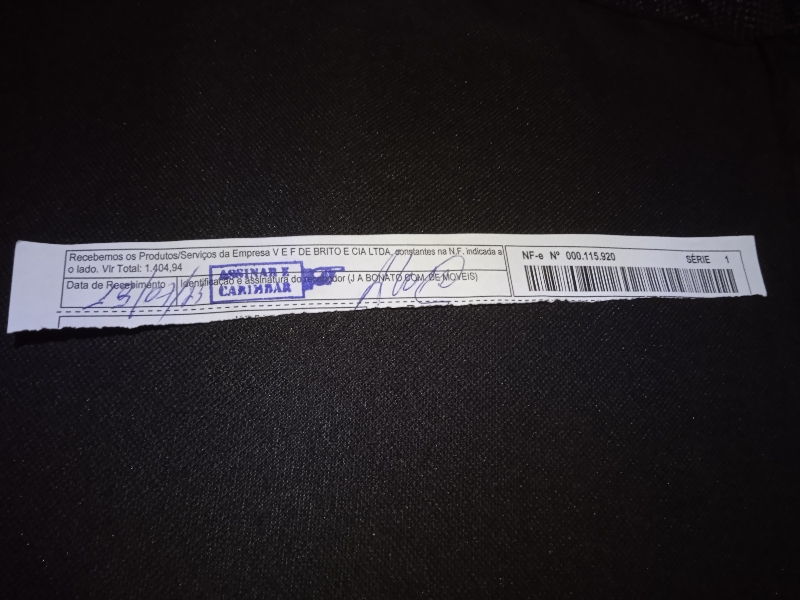 Recebemos os Produtos/Serviços da Empresa V E F DE BRITO E CIA LTDA, constantes na N.F. indicada a
o lado. Vlr Total: 1.404,94
Data de Recebimento
Identificação e assinatura do recebedor (J A BONATO COM. DE MOVEIS)
ASSINAR E
CARIMBAR
NF-e Nº 000.115.920 SÉRIE 1